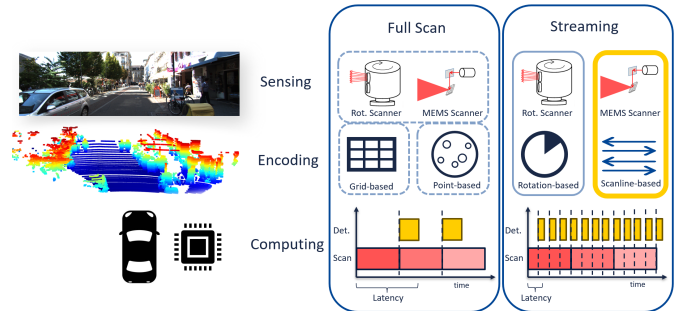 Full Scan
Streaming
Sensing
Rot. Scanner
MEMS Scanner
Rot. Scanner
MEMS Scanner
Encoding
Grid-based
Point-based
Rotation-based
Scanline-based
Computing
Det.
Scan
Latency
time
Det.
Scan
Latency
time